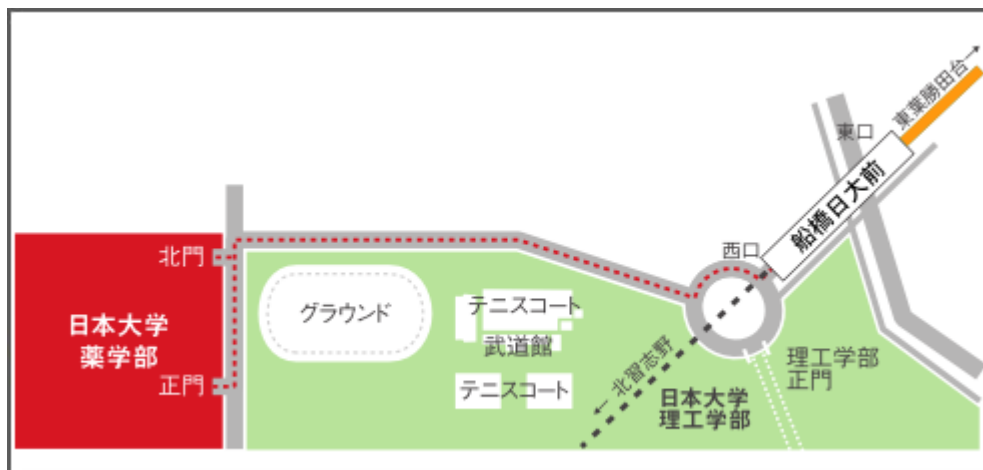 東葉勝田台→
東口
船橋日大前
西口
北門
日本大学
薬学部
正門
グラウンド
テニスコート
武道館
テニスコート
←北習志野
日本大学
理工学部
理工学部
正門